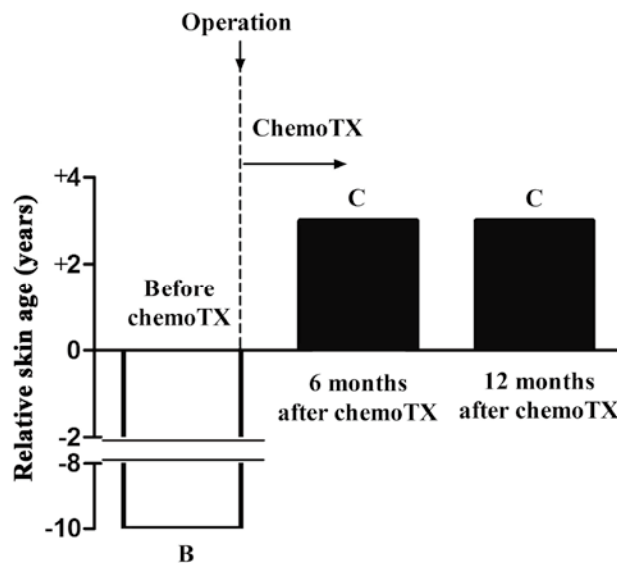 Operation
ChemoTX
+4
C
C
+2
Before
chemoTX
Relative skin age (years)
0
6 months
after chemoTX
12 months
after chemoTX
-2
-8
-10
B